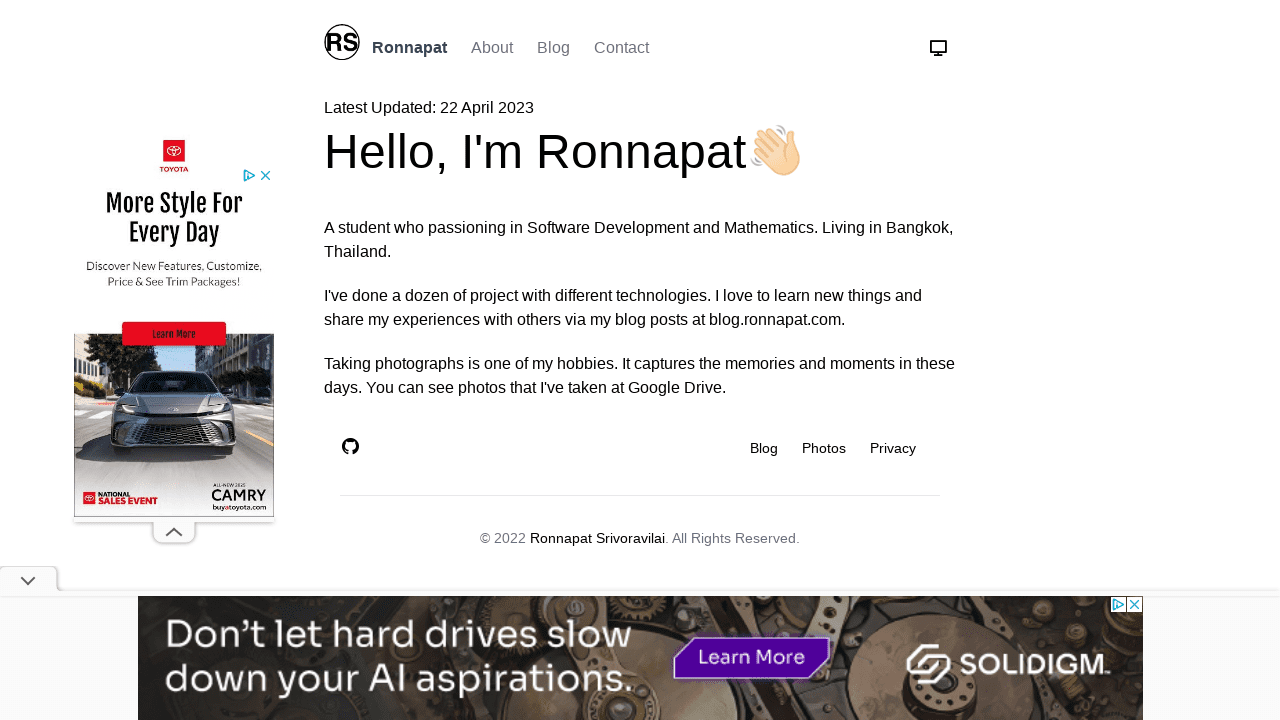 RS
Ronnapat About Blog Contact
Latest Updated: 22 April 2023
Hello, I'm Ronnapat👋🏻
A student who passioning in Software Development and Mathematics. Living in Bangkok,
Thailand.
I've done a dozen of project with different technologies. I love to learn new things and
share my experiences with others via my blog posts at blog.ronnapat.com.
Taking photographs is one of my hobbies. It captures the memories and moments in these
days. You can see photos that I've taken at Google Drive.
Blog Photos Privacy
© 2022 Ronnapat Srivoravilai. All Rights Reserved.
TOYOTA
More Style For
Every Day
Discover New Features, Customize,
Price & See Trim Packages!
Learn More
NATIONAL
SALES EVENT
ALL-NEW 2025
CAMRY
buyatoyota.com
Don't let hard drives slow
down your AI aspirations.
Learn More
SOLIDIGM